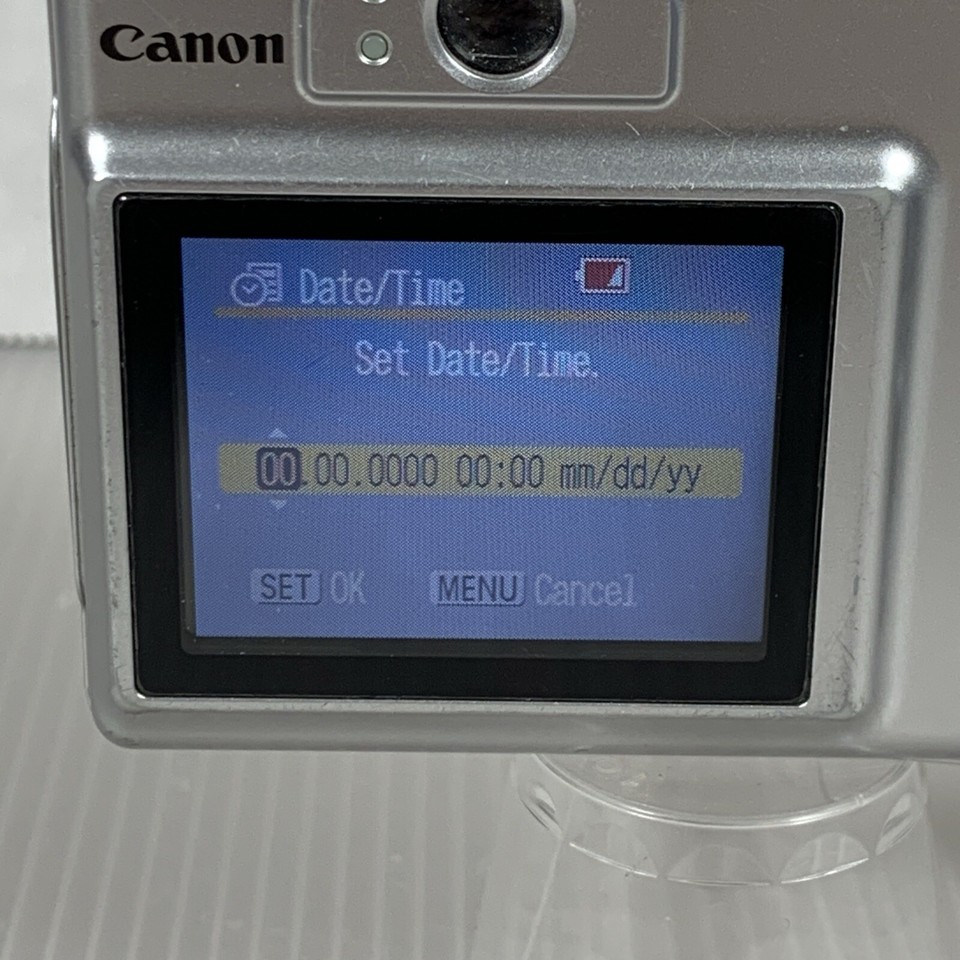 Canon
Date/Time
Set Date/Time.
00.00.0000 00:00 mm/dd/yy
SET OK MENU Cancel